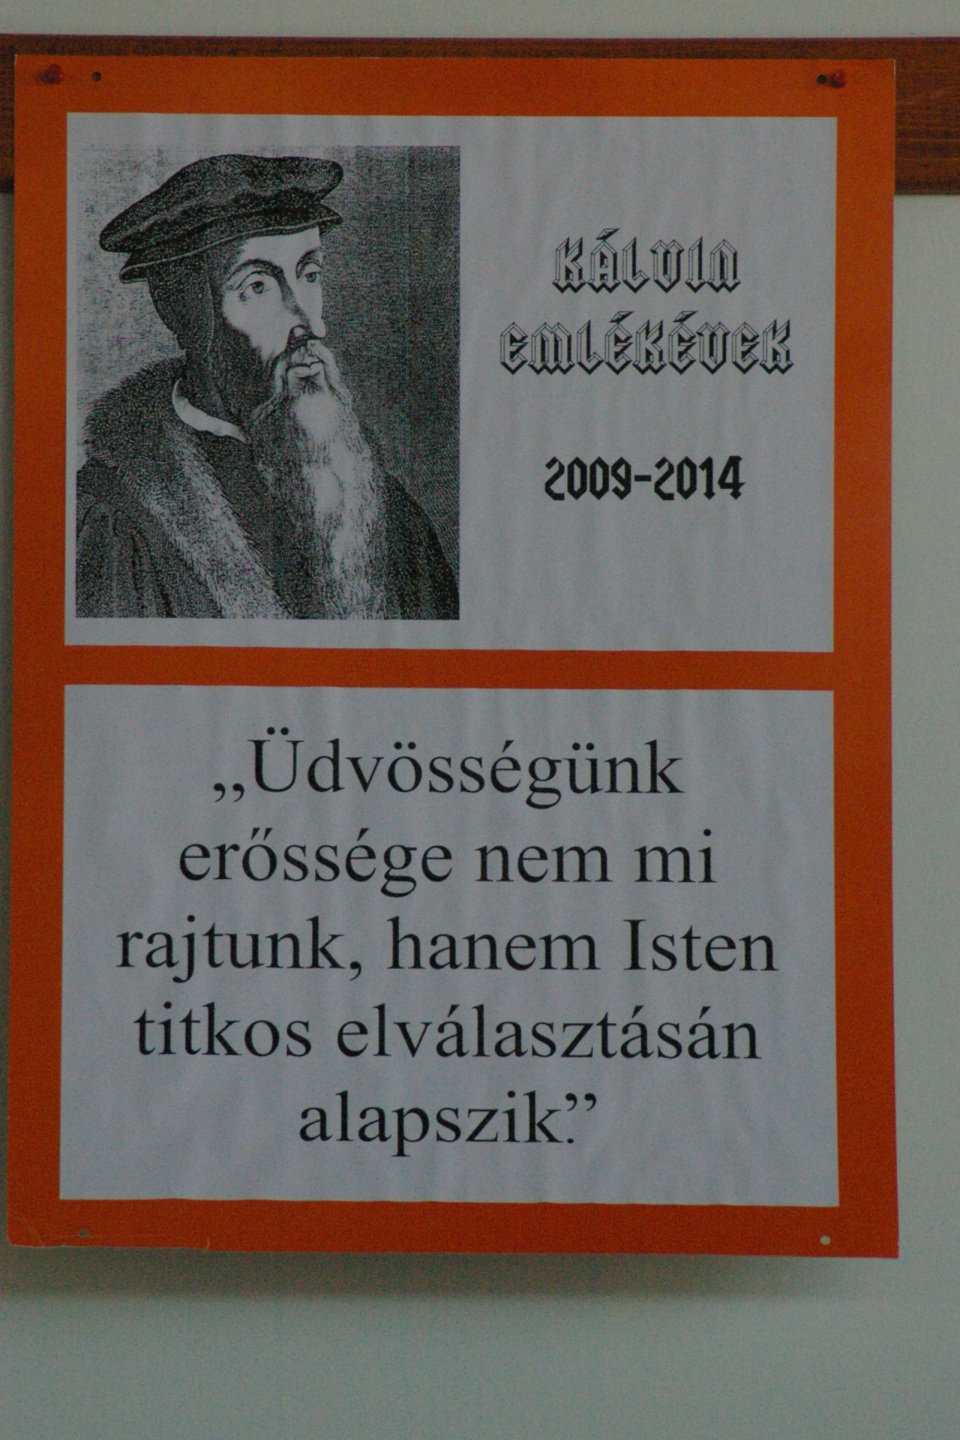 KÁLVIN
EMLÉKÉVEK
2009-2014
„Üdvösségünk
erőssége nem mi
rajtunk, hanem Isten
titkos elválasztásán
alapszik.”